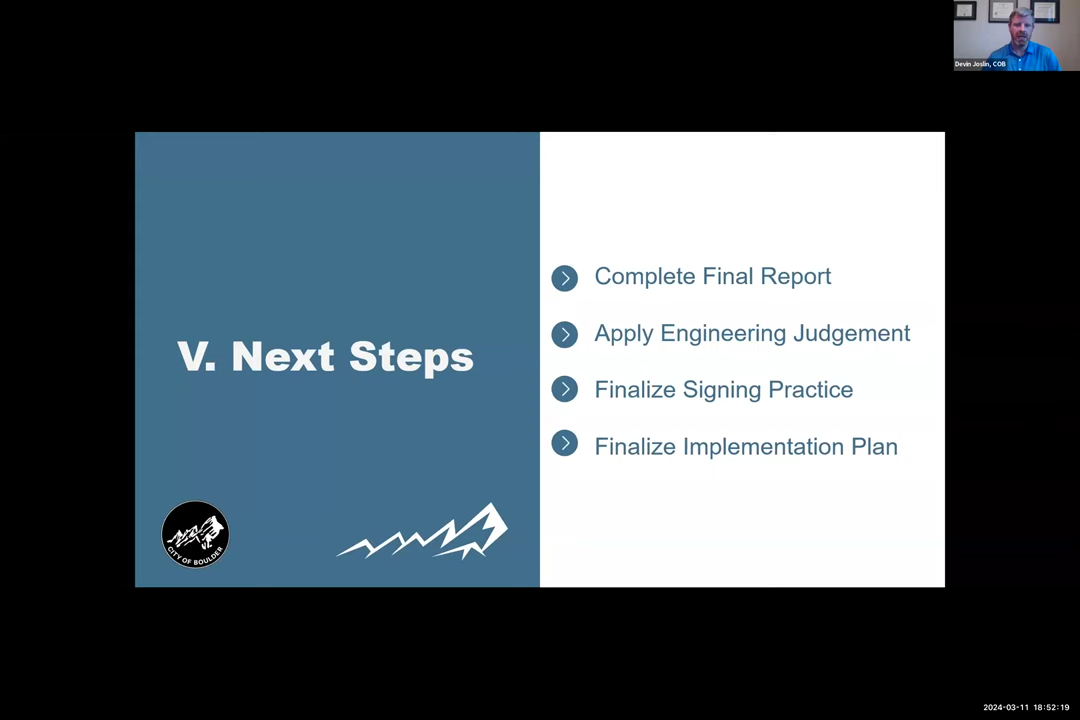 Devin Joslin, COB
V. Next Steps
Complete Final Report
Apply Engineering Judgement
Finalize Signing Practice
Finalize Implementation Plan
CITY OF BOULDER
2024-03-11 18:52:19